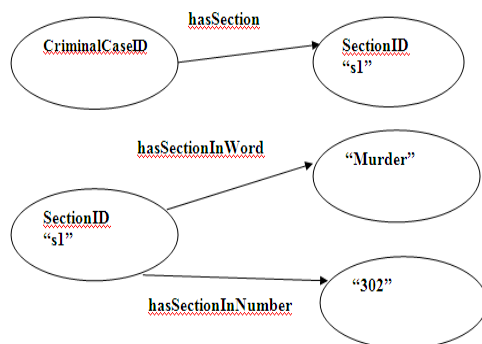 hasSection
CriminalCaseID
SectionID
“s1”
hasSectionInWord
“Murder”
SectionID
“s1”
“302”
hasSectionInNumber